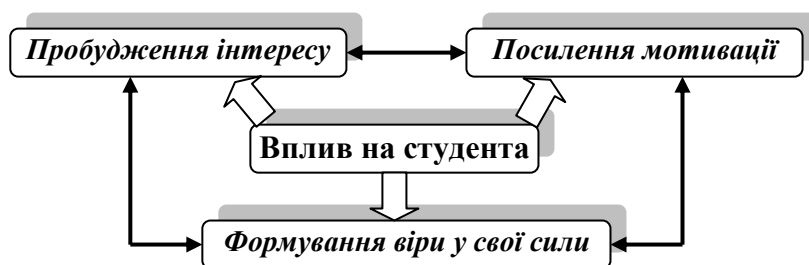 Пробудження інтересу
Посилення мотивації
Вплив на студента
Формування віри у свої сили